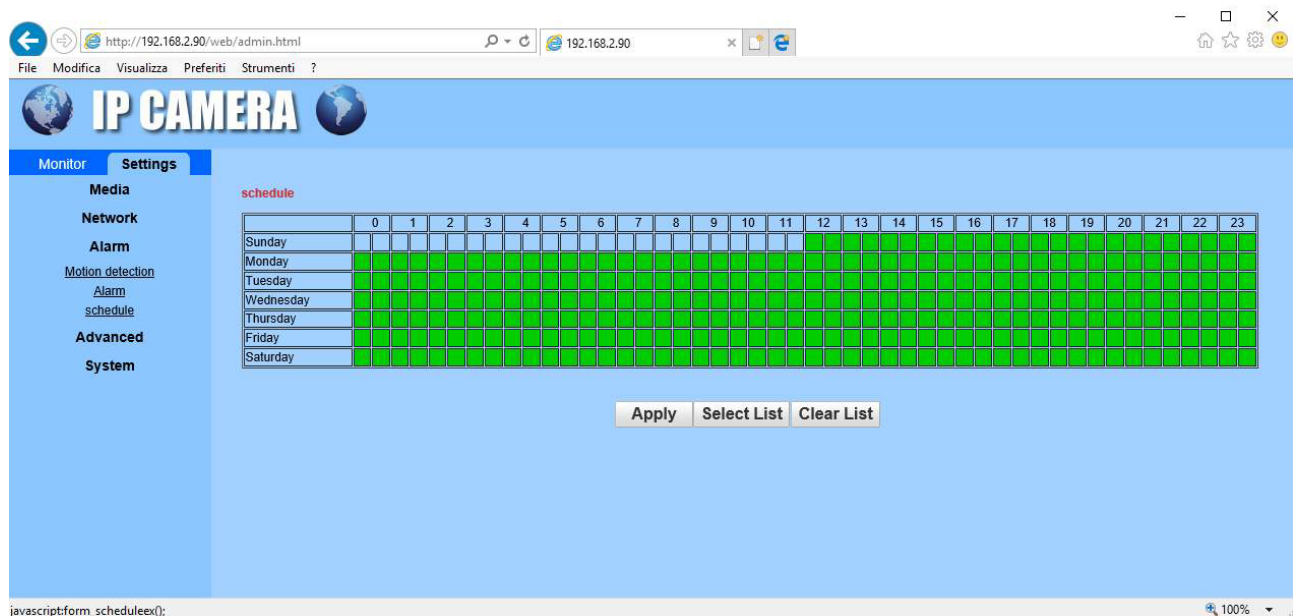 http://192.168.2.90/web/admin.html
192.168.2.90
File Modifica Visualizza Preferiti Strumenti ?
IP CAMERA
Monitor Settings
Media
Network
Alarm
Motion detection
Alarm
schedule
Advanced
System
schedule
0 1 2 3 4 5 6 7 8 9 10 11 12 13 14 15 16 17 18 19 20 21 22 23
Sunday
Monday
Tuesday
Wednesday
Thursday
Friday
Saturday
Apply Select List Clear List
javascript:form_scheduleex();
100%